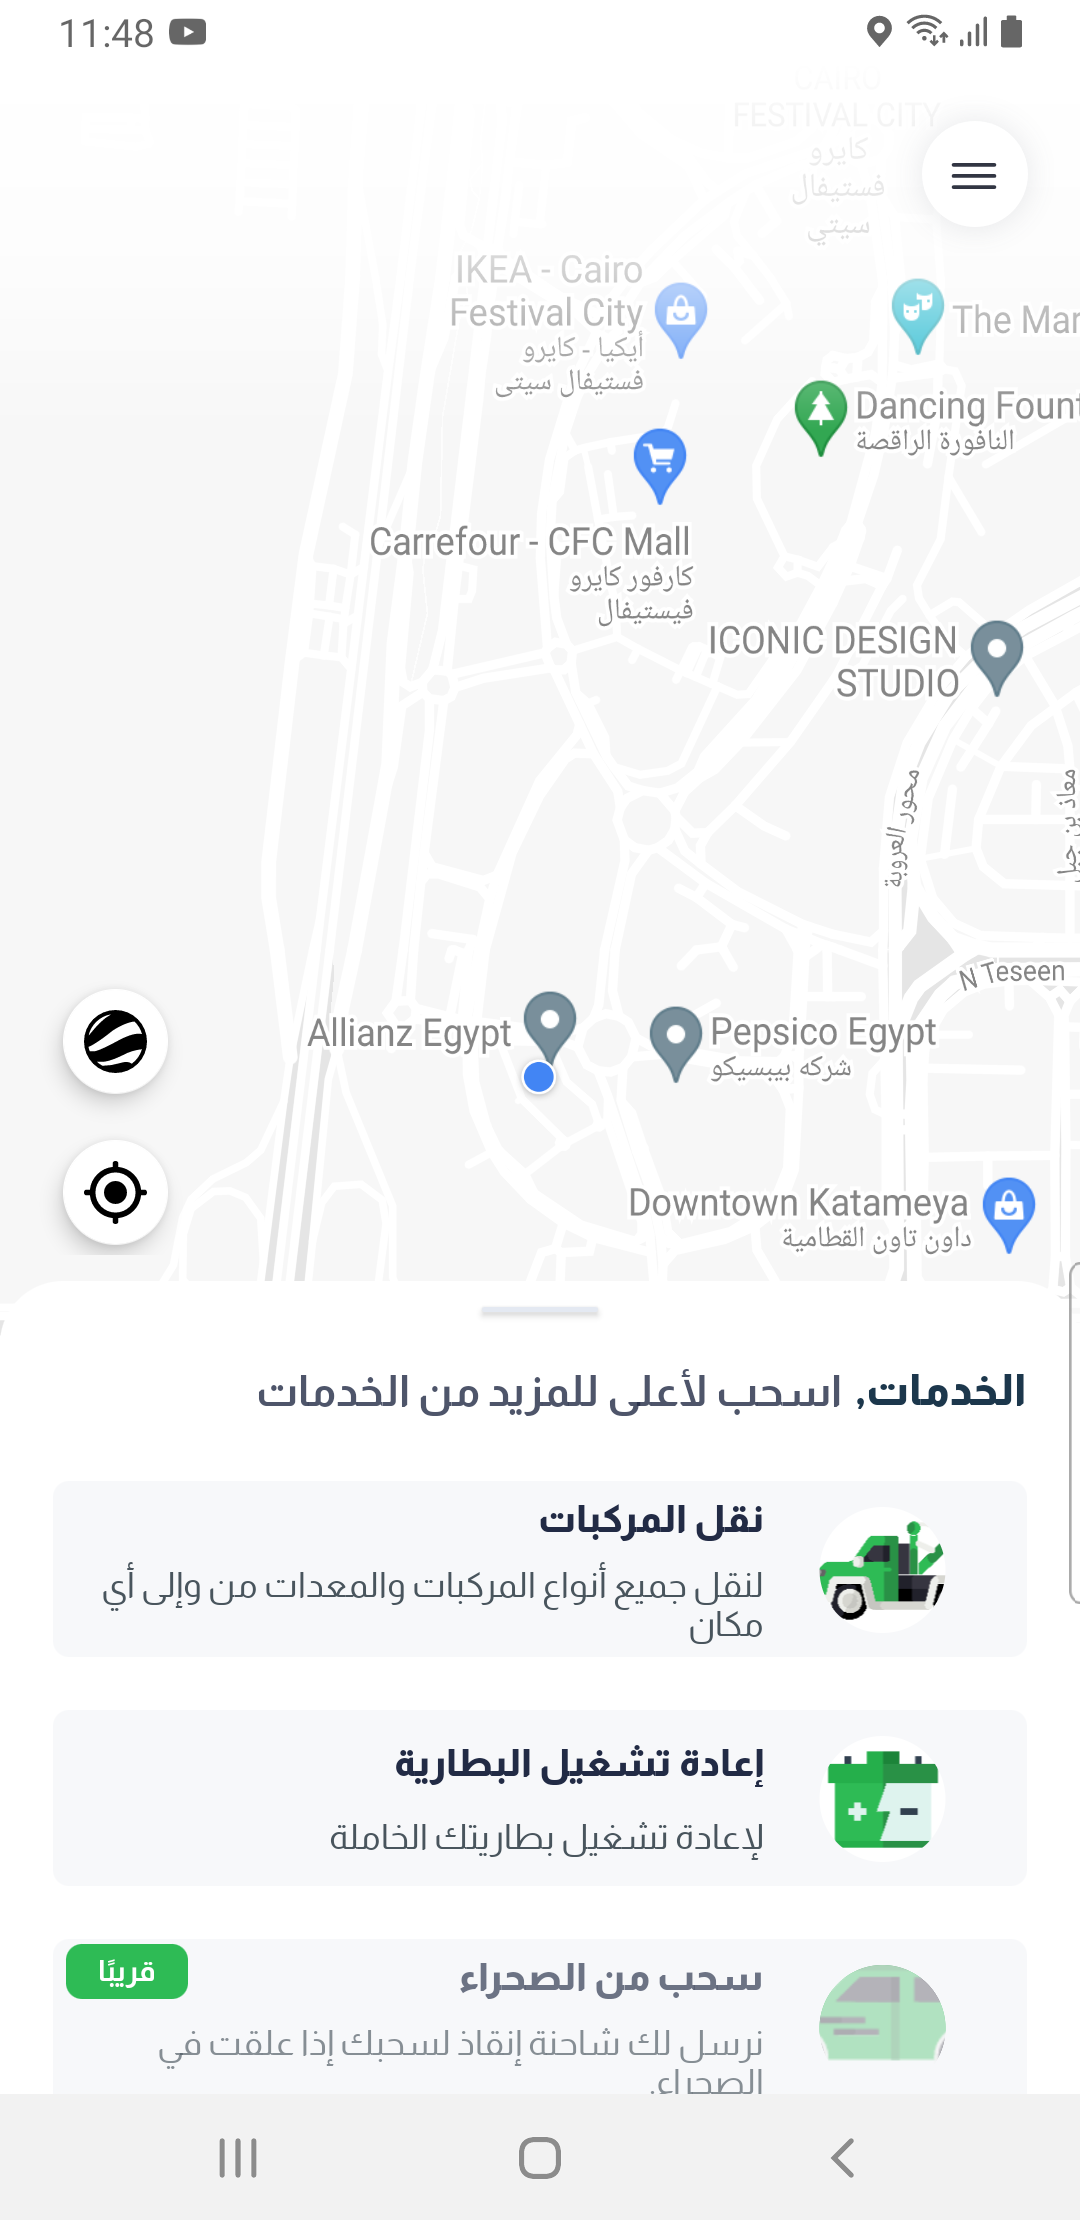 11:48
CAIRO
FESTIVAL CITY
كايرو
فستيفال
سيتي
IKEA - Cairo
Festival City
أيكيا - كايرو
فستيفال سيتى
The Mar
Dancing Fount
النافورة الراقصة
Carrefour - CFC Mall
كارفور كايرو
فيستيفال
ICONIC DESIGN
STUDIO
محور العروبة
معاذ بن جبل
N Teseen
Allianz Egypt
Pepsico Egypt
شركه بيبسيكو
Downtown Katameya
داون تاون القطامية
الخدمات, اسحب لأعلى للمزيد من الخدمات
نقل المركبات
لنقل جميع أنواع المركبات والمعدات من وإلى أي
مكان
إعادة تشغيل البطارية
لإعادة تشغيل بطاريتك الخاملة
قريبًا
سحب من الصحراء
نرسل لك شاحنة إنقاذ لسحبك إذا علقت في
الصحراء.